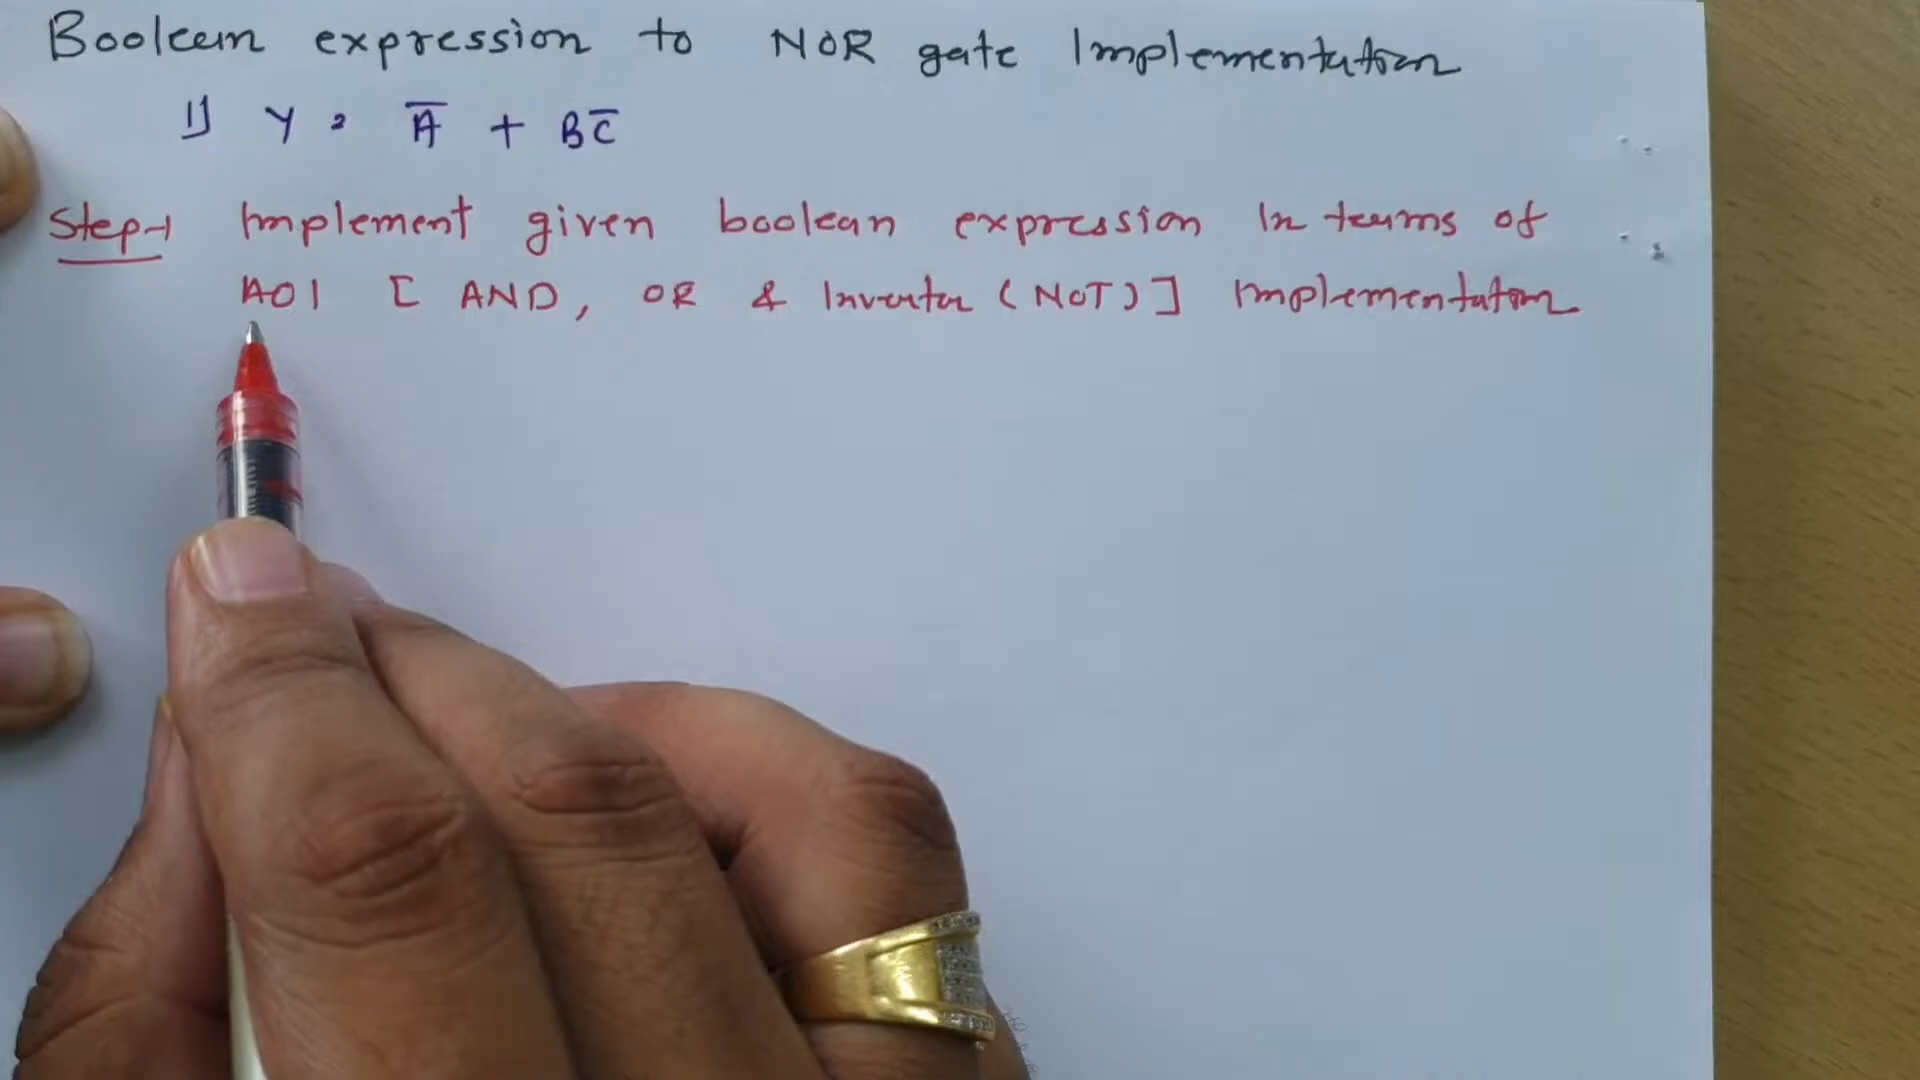 Boolean expression to NOR gate Implementation
1) Y = A̅ + BC̅
Step-1 Implement given boolean expression In terms of
AOI [ AND, OR & Inverter (NOT) ] Implementation